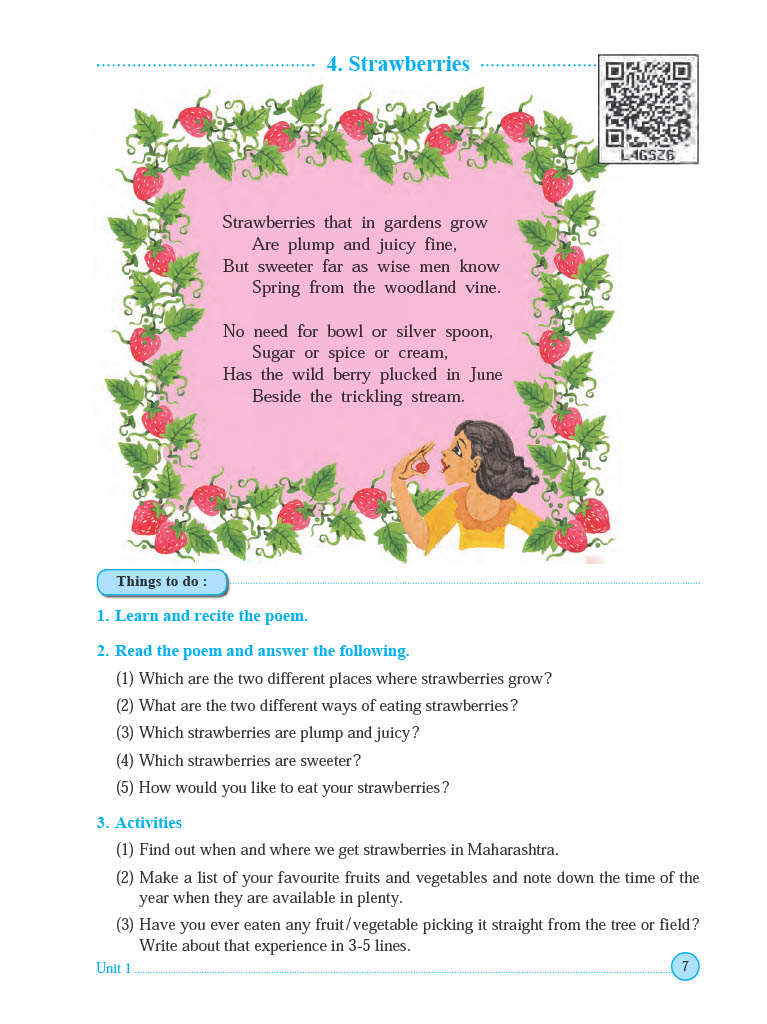 4. Strawberries
L4G5Z6
Strawberries that in gardens grow
Are plump and juicy fine,
But sweeter far as wise men know
Spring from the woodland vine.
No need for bowl or silver spoon,
Sugar or spice or cream,
Has the wild berry plucked in June
Beside the trickling stream.
Things to do :
1. Learn and recite the poem.
2. Read the poem and answer the following.
(1) Which are the two different places where strawberries grow?
(2) What are the two different ways of eating strawberries?
(3) Which strawberries are plump and juicy?
(4) Which strawberries are sweeter?
(5) How would you like to eat your strawberries?
3. Activities
(1) Find out when and where we get strawberries in Maharashtra.
(2) Make a list of your favourite fruits and vegetables and note down the time of the
year when they are available in plenty.
(3) Have you ever eaten any fruit/vegetable picking it straight from the tree or field?
Write about that experience in 3-5 lines.
Unit 1
7